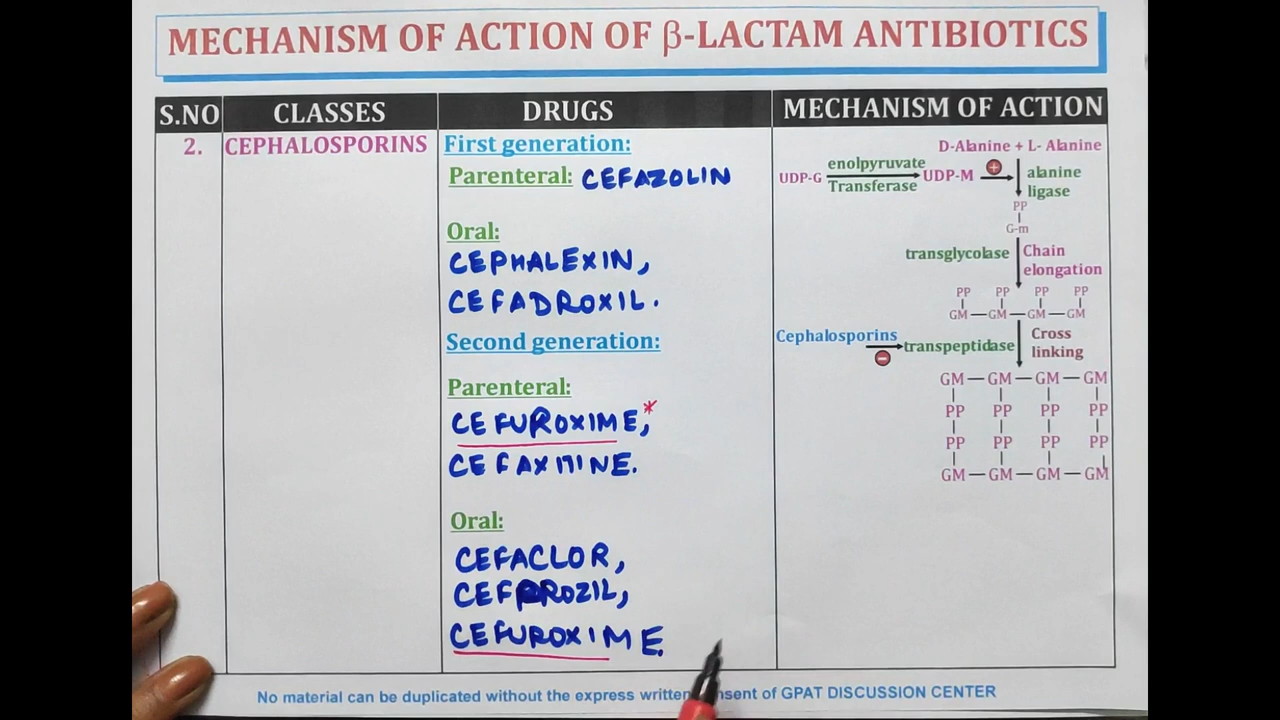 MECHANISM OF ACTION OF β-LACTAM ANTIBIOTICS
S.NO CLASSES DRUGS MECHANISM OF ACTION
2. CEPHALOSPORINS
First generation:
Parenteral: CEFAZOLIN
Oral:
CEPHALEXIN,
CEFADROXIL.
Second generation:
Parenteral:
CEFUROXIME,*
CEFAXITINE.
Oral:
CEFACLOR,
CEFPROZIL,
CEFUROXIME.
D-Alanine + L- Alanine
UDP-G enolpyruvate Transferase UDP-M + alanine ligase
PP
G-m
transglycolase Chain elongation
PP PP PP PP
GM — GM — GM — GM
Cephalosporins - transpeptidase Cross linking
GM — GM — GM — GM
PP PP PP PP
PP PP PP PP
GM — GM — GM — GM
No material can be duplicated without the express written nsent of GPAT DISCUSSION CENTER